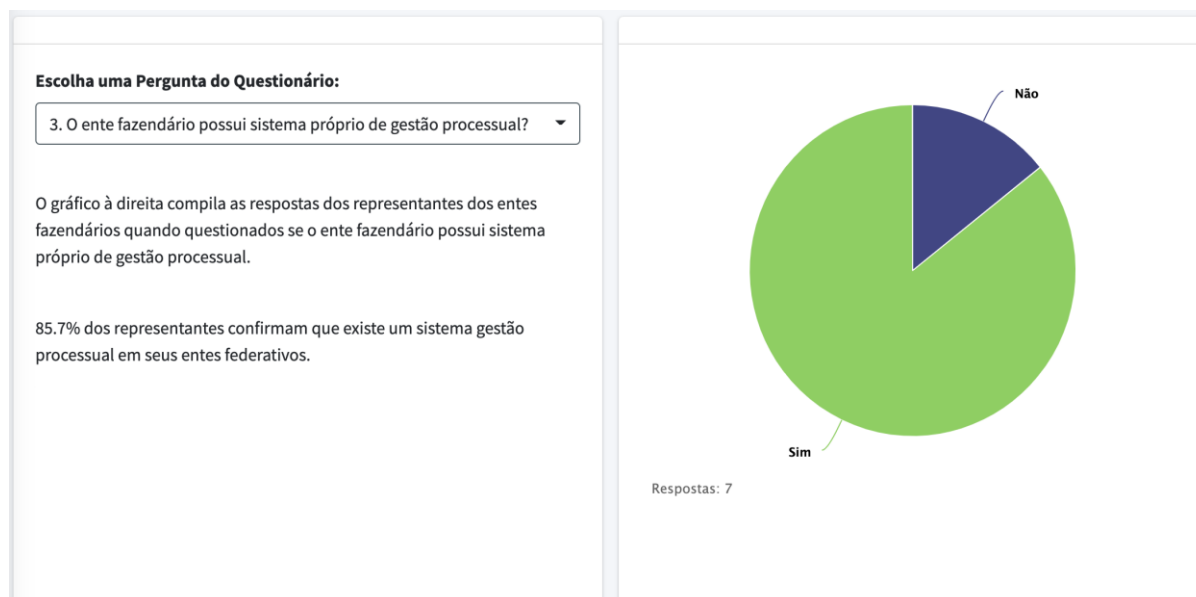 Escolha uma Pergunta do Questionário:
3. O ente fazendário possui sistema próprio de gestão processual?
O gráfico à direita compila as respostas dos representantes dos entes
fazendários quando questionados se o ente fazendário possui sistema
próprio de gestão processual.
85.7% dos representantes confirmam que existe um sistema gestão
processual em seus entes federativos.
Não
Sim
Respostas: 7